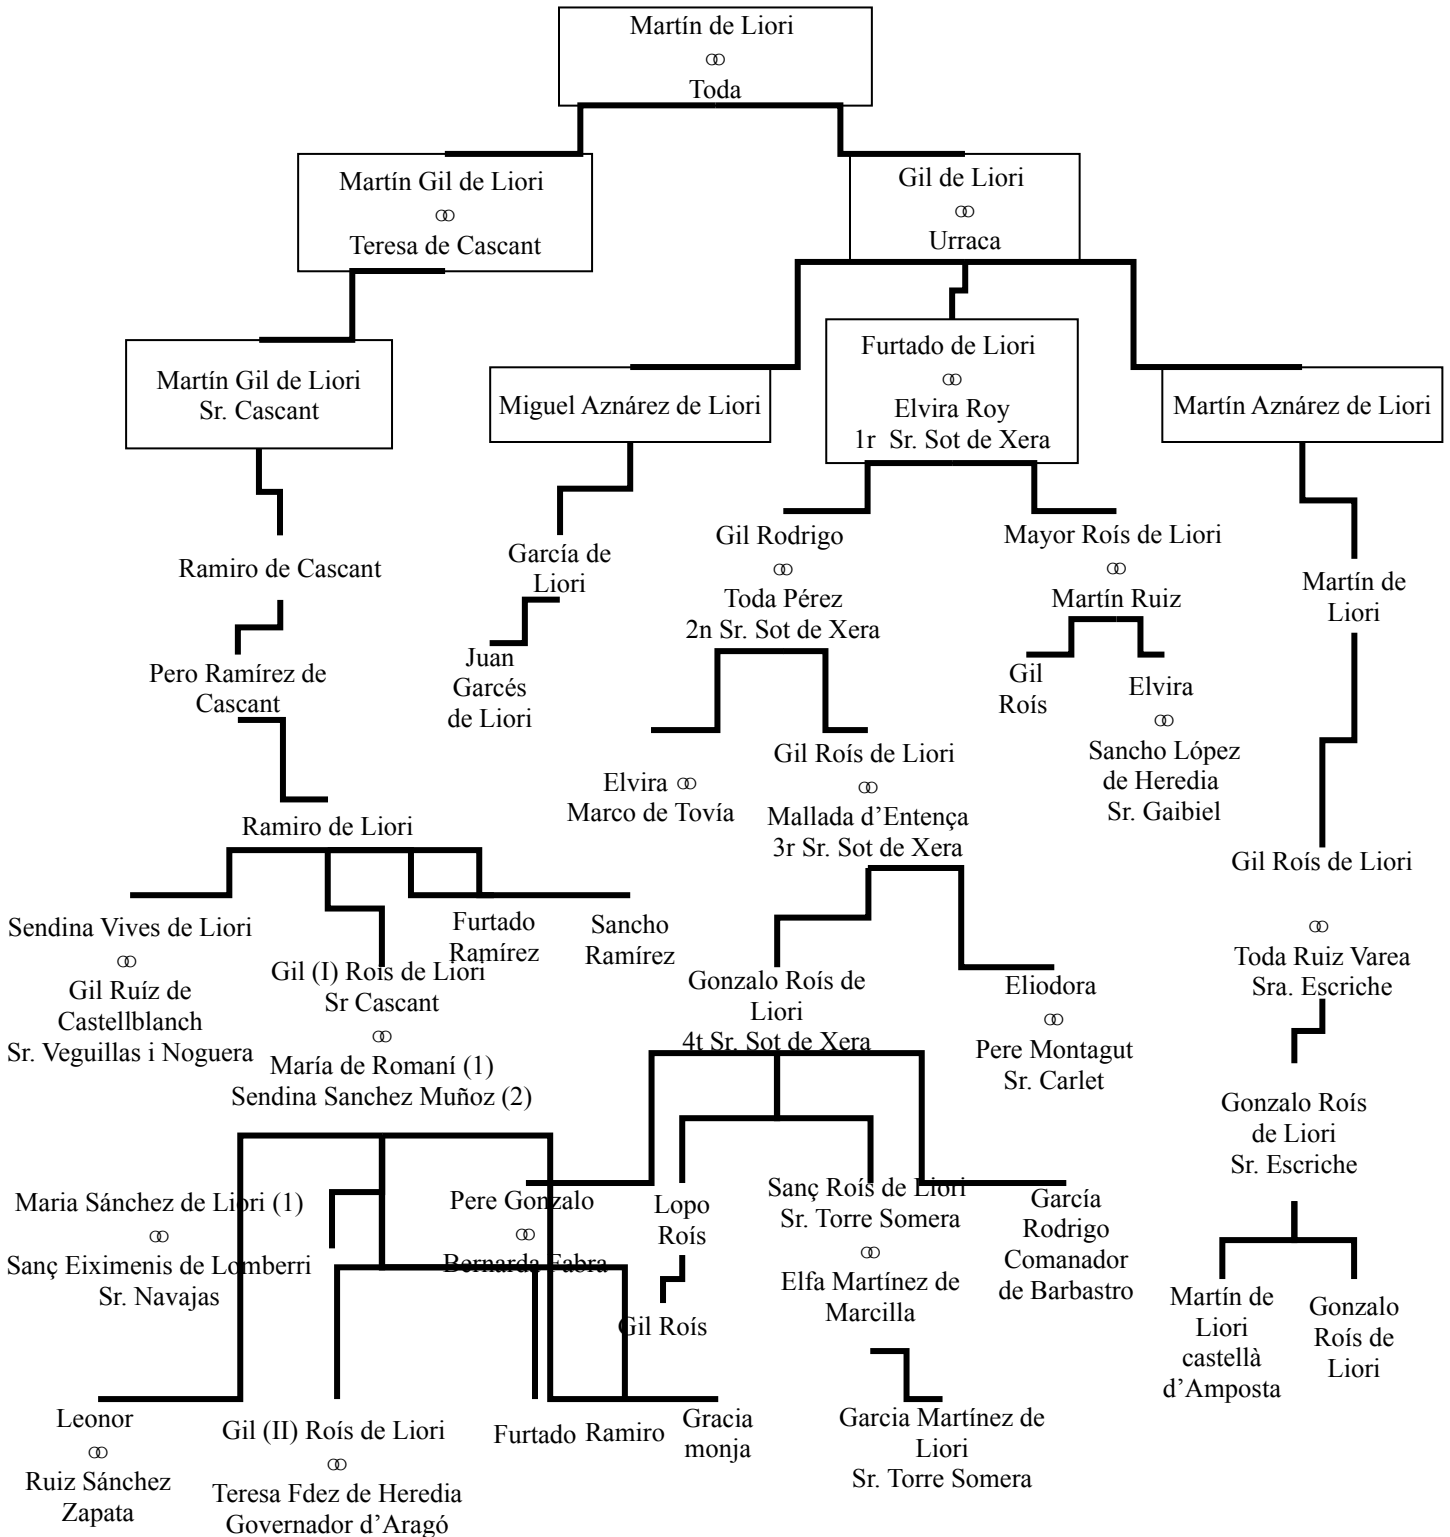 Martín de Liori
Toda
Martín Gil de Liori
Teresa de Cascant
Gil de Liori
Urraca
Martín Gil de Liori
Sr. Cascant
Miguel Aznárez de Liori
Furtado de Liori
Elvira Roy
1r Sr. Sot de Xera
Martín Aznárez de Liori
Ramiro de Cascant
García de
Liori
Gil Rodrigo
Toda Pérez
2n Sr. Sot de Xera
Mayor Roís de Liori
Martín Ruiz
Martín de
Liori
Pero Ramírez de
Cascant
Juan
Garcés
de Liori
Gil
Roís
Elvira
Sancho López
de Heredia
Sr. Gaibiel
Elvira
Marco de Tovía
Gil Roís de Liori
Mallada d’Entença
3r Sr. Sot de Xera
Ramiro de Liori
Gil Roís de Liori
Toda Ruiz Varea
Sra. Escriche
Sendina Vives de Liori
Gil Ruíz de
Castellblanch
Sr. Veguillas i Noguera
Gil (I) Roís de Liori
Sr Cascant
María de Romaní (1)
Sendina Sanchez Muñoz (2)
Furtado
Ramírez
Sancho
Ramírez
Gonzalo Roís de
Liori
4t Sr. Sot de Xera
Eliodora
Pere Montagut
Sr. Carlet
Gonzalo Roís
de Liori
Sr. Escriche
Maria Sánchez de Liori (1)
Sanç Eiximenis de Lomberri
Sr. Navajas
Pere Gonzalo
Bernarda Fabra
Lopo
Roís
Gil Roís
Sanç Roís de Liori
Sr. Torre Somera
Elfa Martínez de
Marcilla
García
Rodrigo
Comanador
de Barbastro
Martín de
Liori
castellà
d’Amposta
Gonzalo
Roís de
Liori
Leonor
Ruiz Sánchez
Zapata
Gil (II) Roís de Liori
Teresa Fdez de Heredia
Governador d’Aragó
Furtado
Ramiro
Gracia
monja
Garcia Martínez de
Liori
Sr. Torre Somera